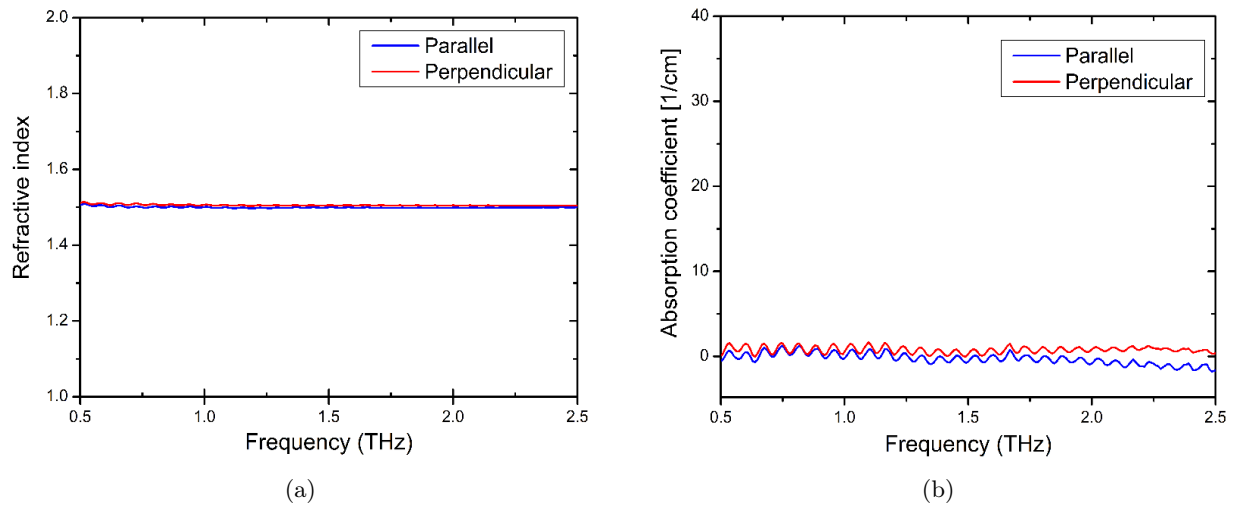 2.0
1.8
1.6
1.4
1.2
1.0
Refractive index
Parallel
Perpendicular
0.5 1.0 1.5 2.0 2.5
Frequency (THz)
(a)
40
30
20
10
0
Absorption coefficient [1/cm]
Parallel
Perpendicular
0.5 1.0 1.5 2.0 2.5
Frequency (THz)
(b)